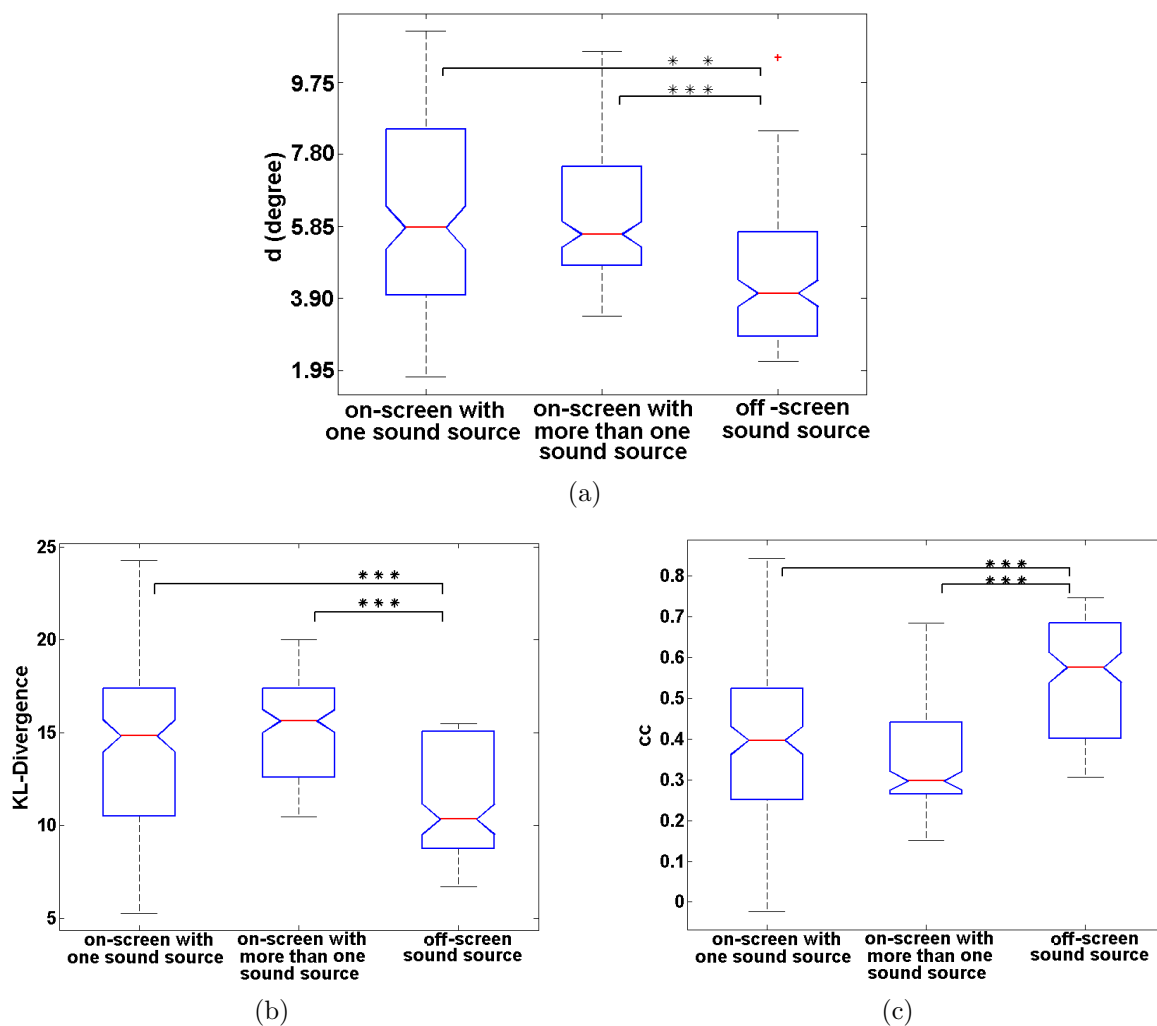 * *
9.75
* * *
7.80
d (degree)
5.85
3.90
1.95
on-screen with
one sound source
on-screen with
more than one
sound source
off -screen
sound source
(a)
25
* * *
* * *
20
KL-Divergence
15
10
5
on-screen with
one sound source
on-screen with
more than one
sound source
off-screen
sound source
(b)
* * *
0.8
* * *
0.7
0.6
0.5
cc
0.4
0.3
0.2
0.1
0
on-screen with
one sound source
on-screen with
more than one
sound source
off-screen
sound source
(c)